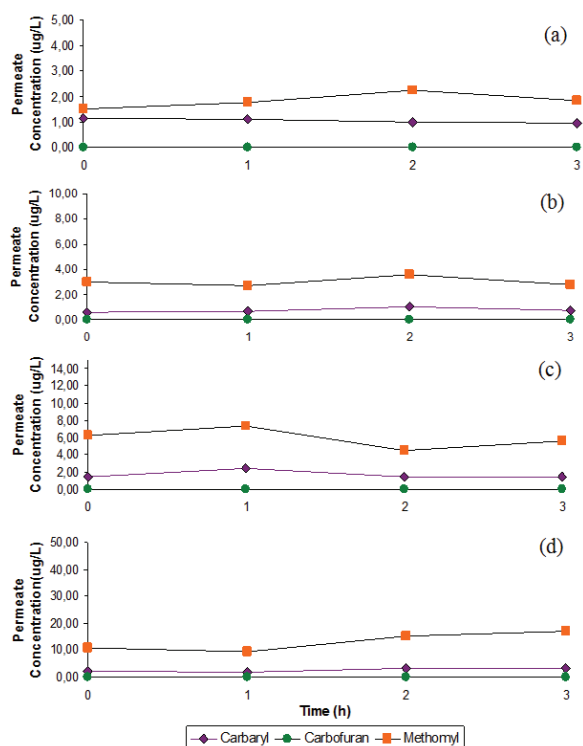 (a)
Permeate
Concentration (ug/L)
5,00
4,00
3,00
2,00
1,00
0,00
0 1 2 3
(b)
Permeate
Concentration (ug/L)
10,00
8,00
6,00
4,00
2,00
0,00
0 1 2 3
(c)
Permeate
Concentration (ug/L)
14,00
12,00
10,00
8,00
6,00
4,00
2,00
0,00
0 1 2 3
(d)
Permeate
Concentration(ug/L)
50,00
40,00
30,00
20,00
10,00
0,00
0 1 2 3
Time (h)
Carbaryl Carbofuran Methomyl